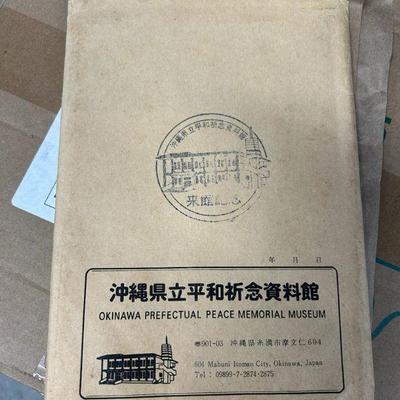 沖縄県立平和祈念資料館
来館記念
年　月　日
沖縄県立平和祈念資料館
OKINAWA PREFECTUAL PEACE MEMORIAL MUSEUM
〠901-03 沖縄県糸満市摩文仁604
604 Mabuni Itoman City, Okinawa, Japan
Tel : 09899-7-2874・2875